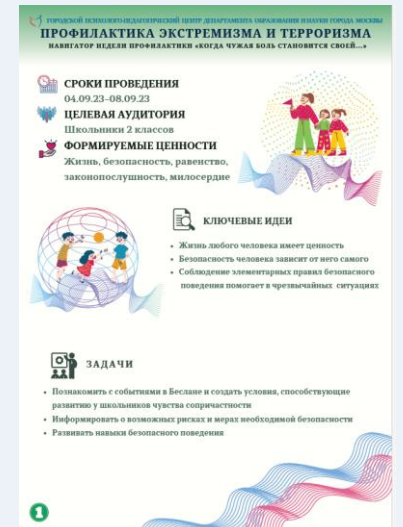 ГОРОДСКОЙ ПСИХОЛОГО-ПЕДАГОГИЧЕСКИЙ ЦЕНТР ДЕПАРТАМЕНТА ОБРАЗОВАНИЯ И НАУКИ ГОРОДА МОСКВЫ
ПРОФИЛАКТИКА ЭКСТРЕМИЗМА И ТЕРРОРИЗМА
НАВИГАТОР НЕДЕЛИ ПРОФИЛАКТИКИ «КОГДА ЧУЖАЯ БОЛЬ СТАНОВИТСЯ СВОЕЙ...»
СРОКИ ПРОВЕДЕНИЯ
04.09.23-08.09.23
ЦЕЛЕВАЯ АУДИТОРИЯ
Школьники 2 классов
ФОРМИРУЕМЫЕ ЦЕННОСТИ
Жизнь, безопасность, равенство,
законопослушность, милосердие
КЛЮЧЕВЫЕ ИДЕИ
• Жизнь любого человека имеет ценность
• Безопасность человека зависит от него самого
• Соблюдение элементарных правил безопасного
поведения помогает в чрезвычайных ситуациях
ЗАДАЧИ
• Познакомить с событиями в Беслане и создать условия, способствующие
развитию у школьников чувства сопричастности
• Информировать о возможных рисках и мерах необходимой безопасности
• Развивать навыки безопасного поведения
1